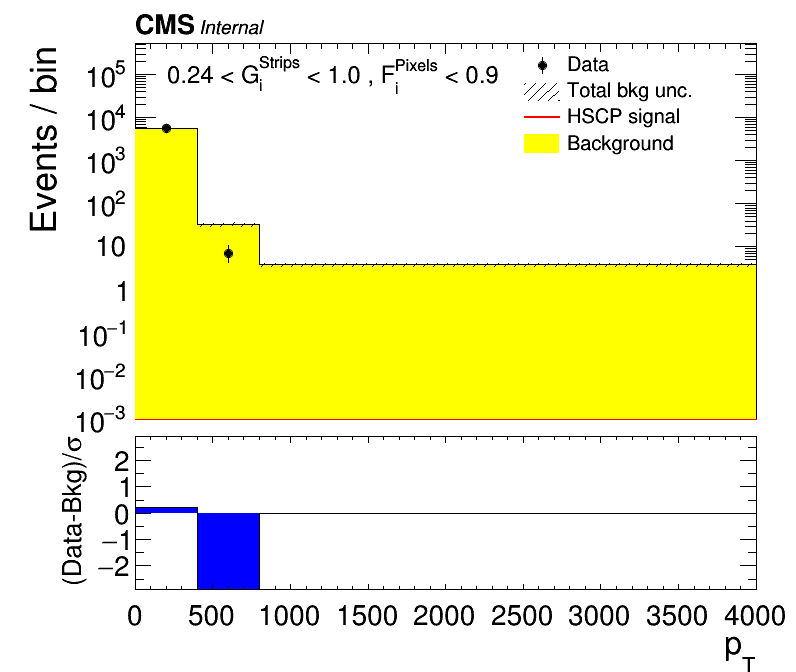 CMS Internal
0.24 < G_i^Strips < 1.0 , F_i^Pixels < 0.9
Data
Total bkg unc.
HSCP signal
Background
Events / bin
10^5
10^4
10^3
10^2
10
1
10^−1
10^−2
10^−3
(Data-Bkg)/σ
2
1
0
−1
−2
0 500 1000 1500 2000 2500 3000 3500 4000
p_T